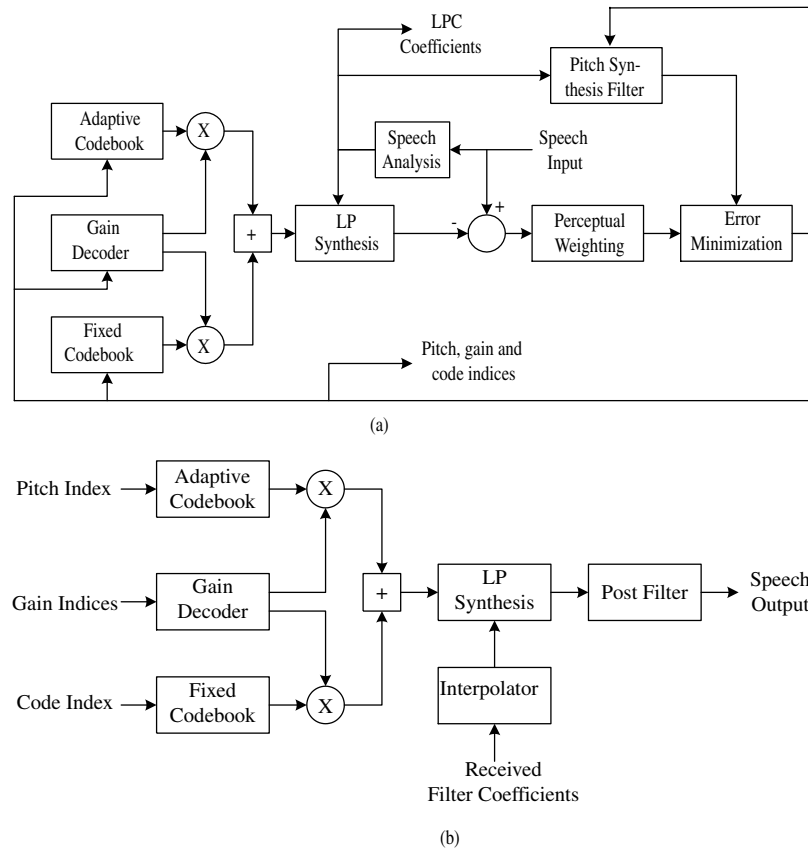 LPC
Coefficients
Pitch Syn-
thesis Filter
Adaptive
Codebook
X
Speech
Analysis
Speech
Input
Gain
Decoder
+
LP
Synthesis
-
+
Perceptual
Weighting
Error
Minimization
Fixed
Codebook
X
Pitch, gain and
code indices
(a)
Pitch Index
Adaptive
Codebook
X
Gain Indices
Gain
Decoder
+
LP
Synthesis
Post Filter
Speech
Output
Code Index
Fixed
Codebook
X
Interpolator
Received
Filter Coefficients
(b)